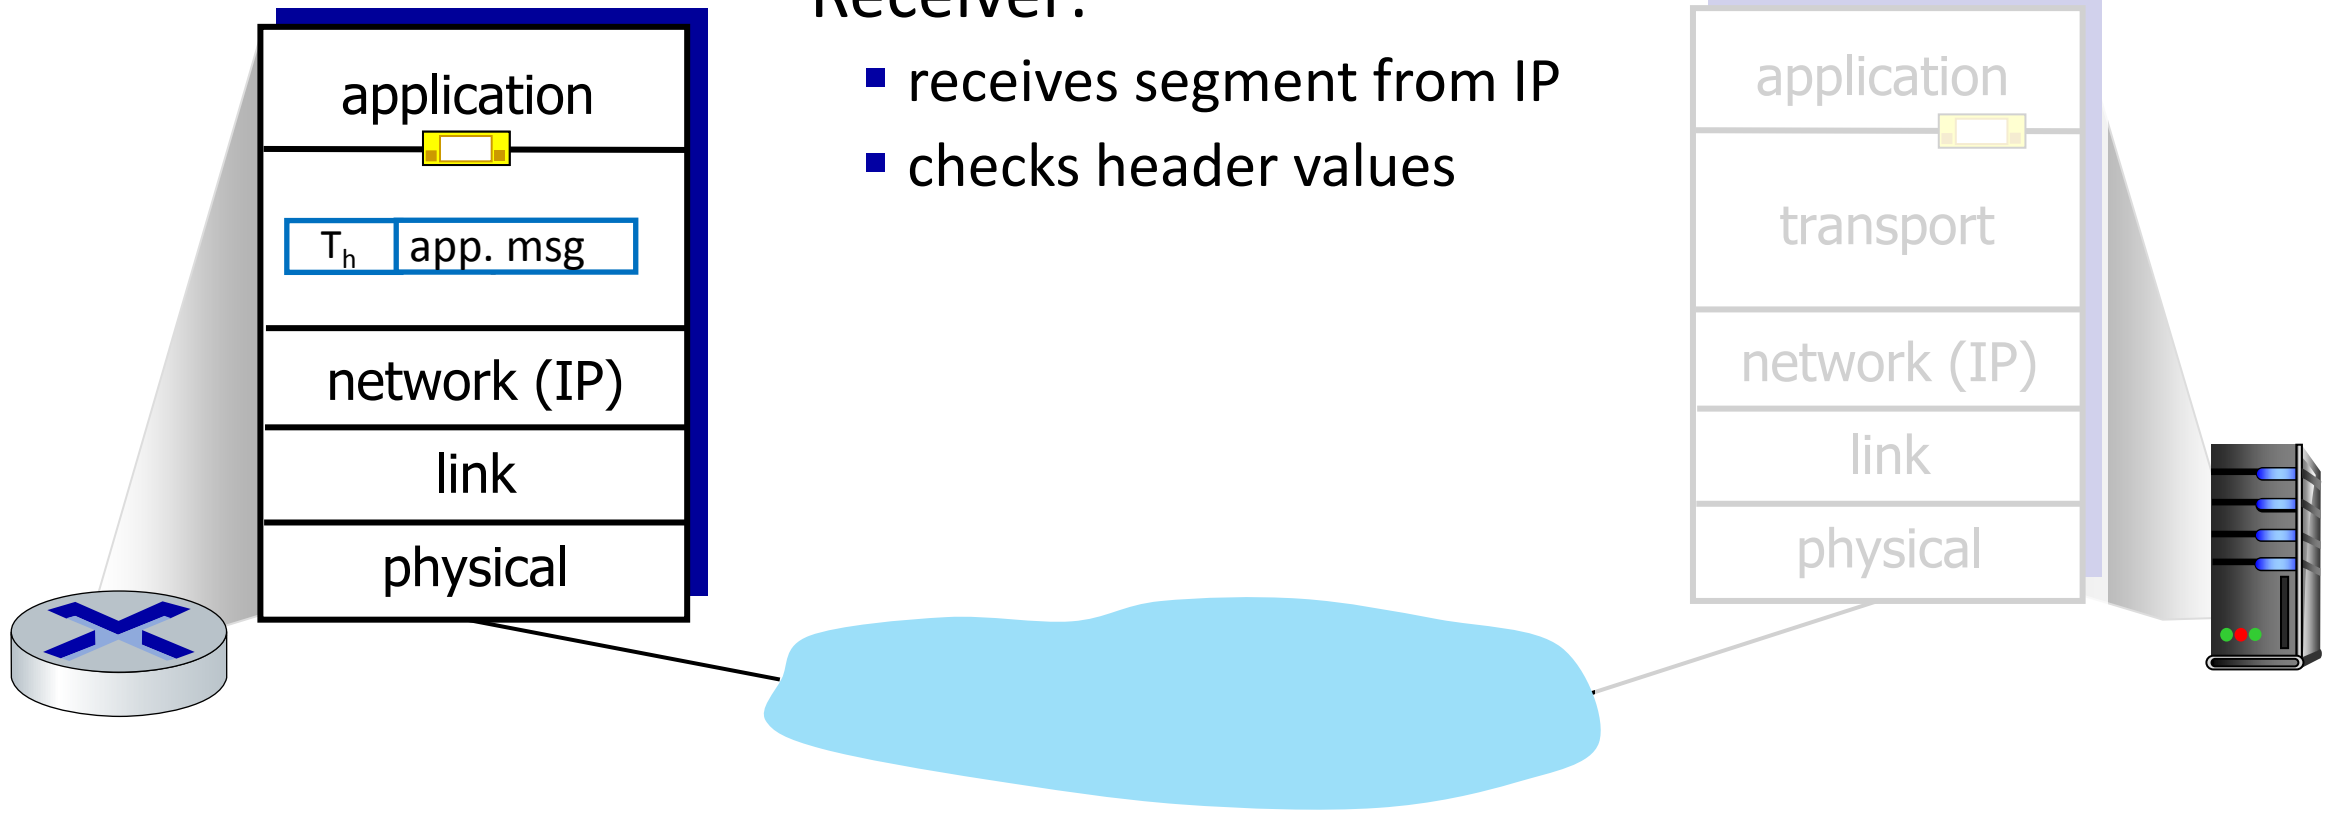 Receiver:
receives segment from IP
checks header values
application
Th app. msg
network (IP)
link
physical
application
transport
network (IP)
link
physical